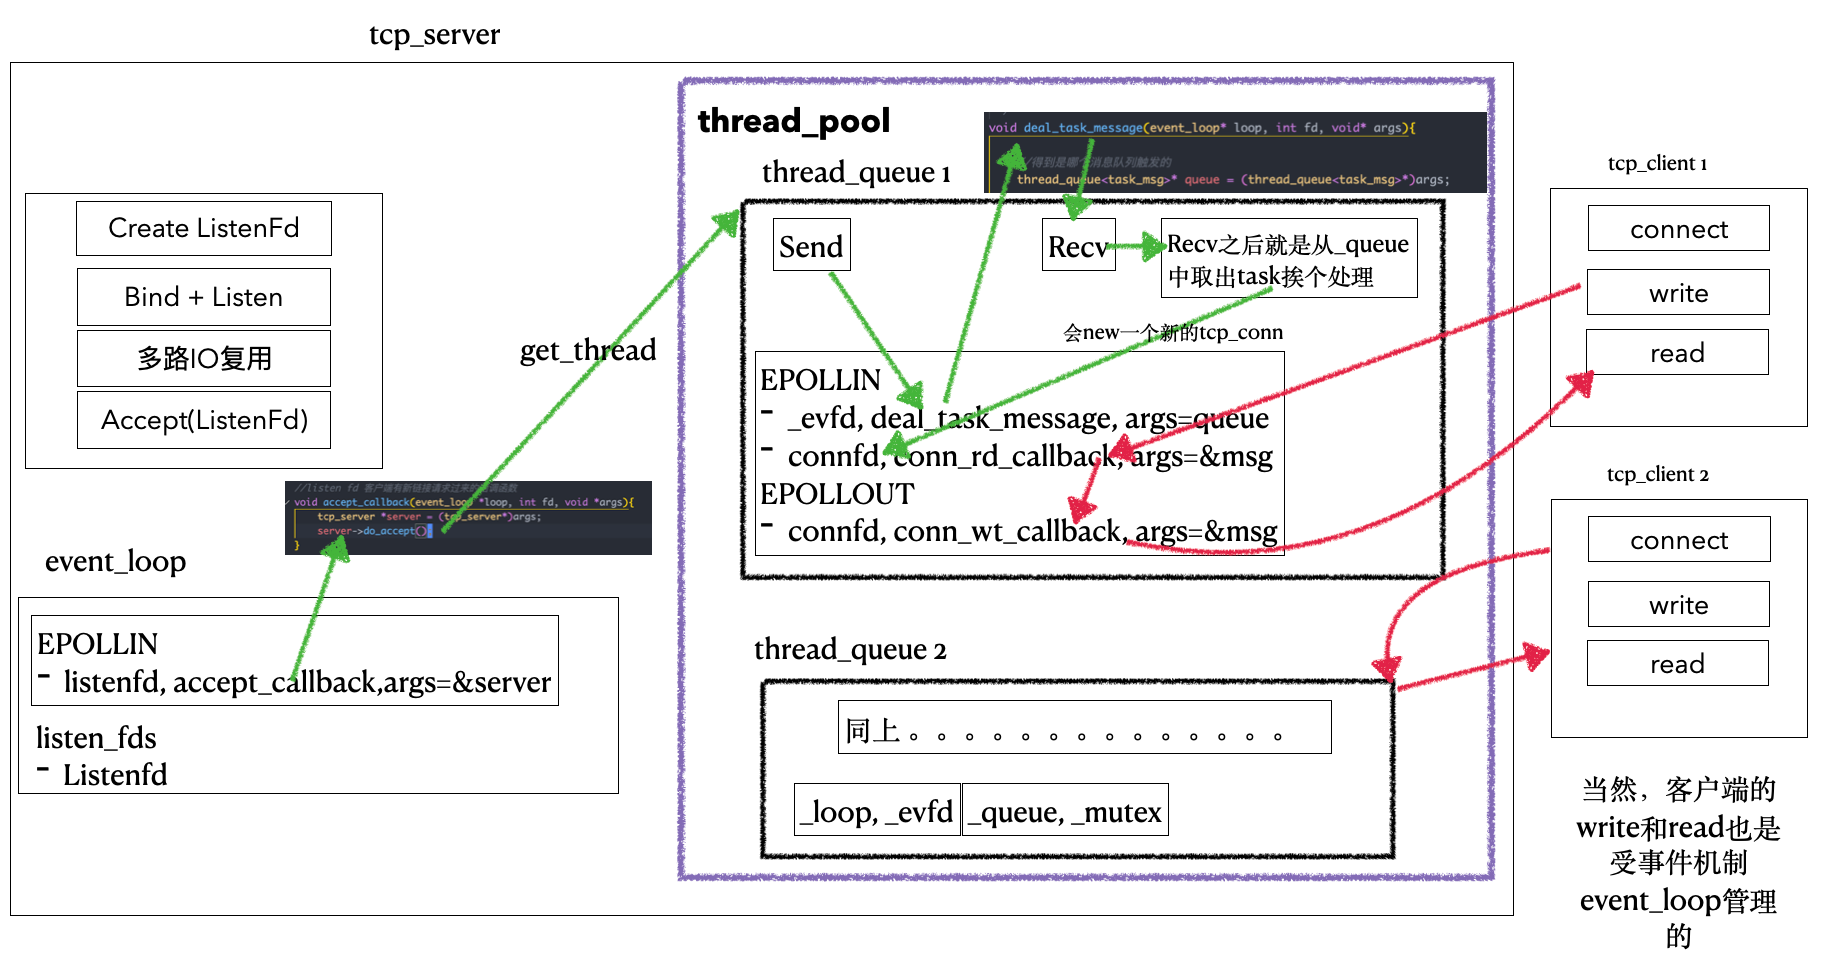 tcp_server
Create ListenFd
Bind + Listen
多路IO复用
Accept(ListenFd)
//listen fd 客户端有新链接请求过来的回调函数
void accept_callback(event_loop *loop, int fd, void *args){
tcp_server *server = (tcp_server*)args;
server->do_accept()
}
event_loop
EPOLLIN
- listenfd, accept_callback,args=&server
listen_fds
- Listenfd
get_thread
thread_pool
void deal_task_message(event_loop* loop, int fd, void* args){
//得到是哪个消息队列触发的
thread_queue<task_msg>* queue = (thread_queue<task_msg>*)args;
thread_queue 1
Send
Recv
Recv之后就是从_queue
中取出task挨个处理
会new一个新的tcp_conn
EPOLLIN
- _evfd, deal_task_message, args=queue
- connfd, conn_rd_callback, args=&msg
EPOLLOUT
- connfd, conn_wt_callback, args=&msg
thread_queue 2
同上。。。。。。。。。。。。。。
_loop, _evfd
_queue, _mutex
tcp_client 1
connect
write
read
tcp_client 2
connect
write
read
当然，客户端的
write和read也是
受事件机制
event_loop管理
的